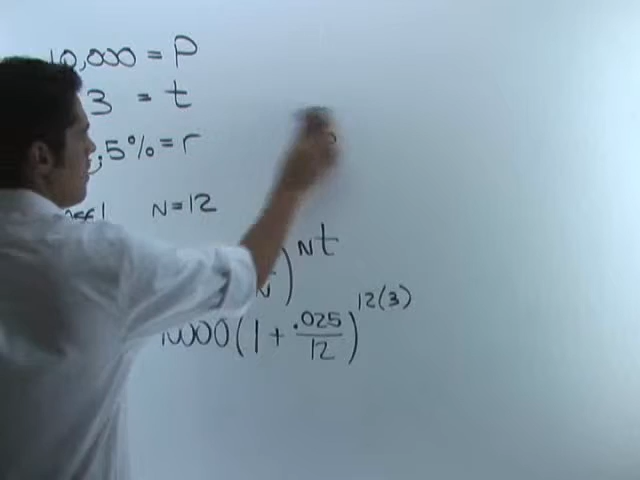 10,000 = P
3 = t
.5% = r
N = 12
) Nt
10000 (1 + .025/12) 12(3)